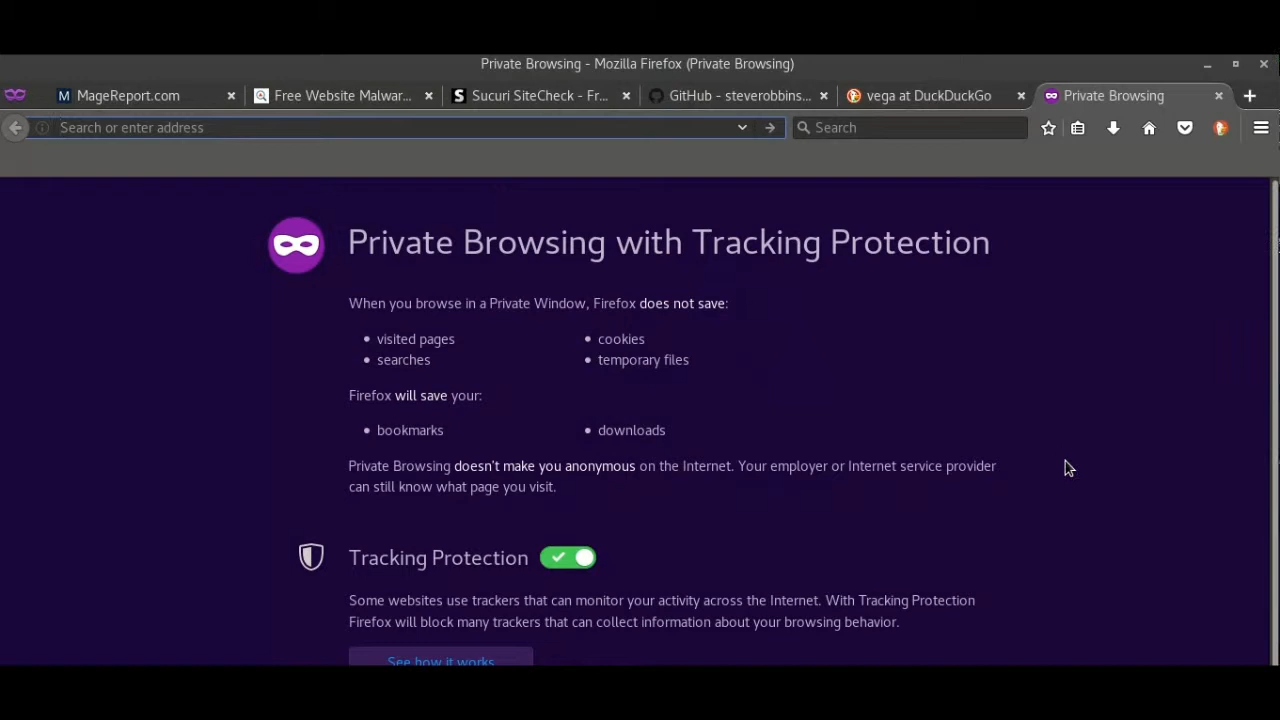 Private Browsing - Mozilla Firefox (Private Browsing)
MageReport.com
Free Website Malwar...
Sucuri SiteCheck - Fr...
GitHub - steverobbins...
vega at DuckDuckGo
Private Browsing
Search or enter address
Search
Private Browsing with Tracking Protection
When you browse in a Private Window, Firefox does not save:
visited pages
cookies
searches
temporary files
Firefox will save your:
bookmarks
downloads
Private Browsing doesn't make you anonymous on the Internet. Your employer or Internet service provider
can still know what page you visit.
Tracking Protection
Some websites use trackers that can monitor your activity across the Internet. With Tracking Protection
Firefox will block many trackers that can collect information about your browsing behavior.
See how it works